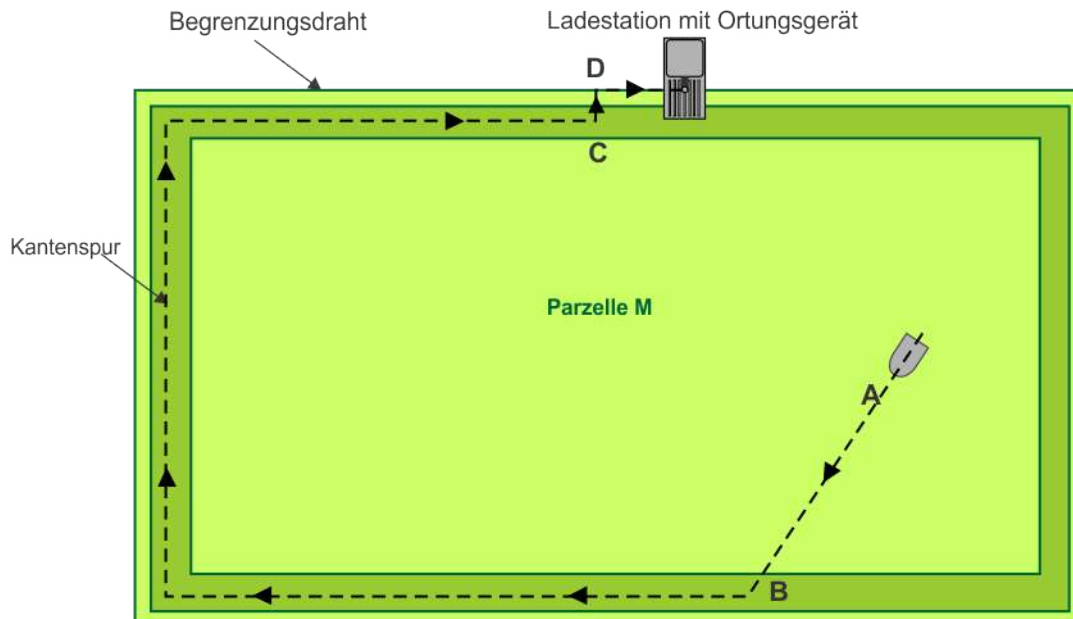 Begrenzungsdraht
Ladestation mit Ortungsgerät
D
C
Kantenspur
Parzelle M
A
B